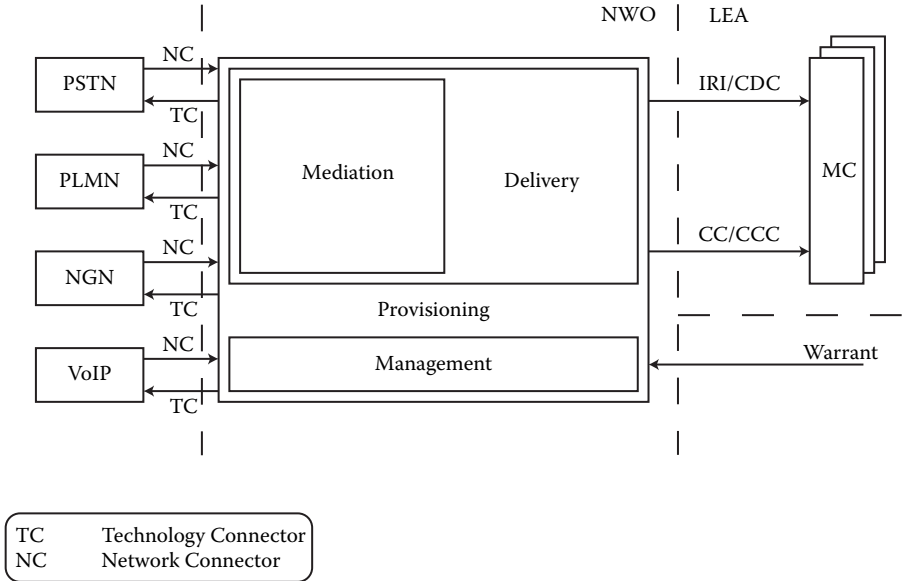 NWO
LEA
NC
PSTN
TC
IRI/CDC
NC
PLMN
TC
Mediation
Delivery
MC
NC
NGN
TC
CC/CCC
Provisioning
NC
VoIP
TC
Management
Warrant
TC Technology Connector
NC Network Connector